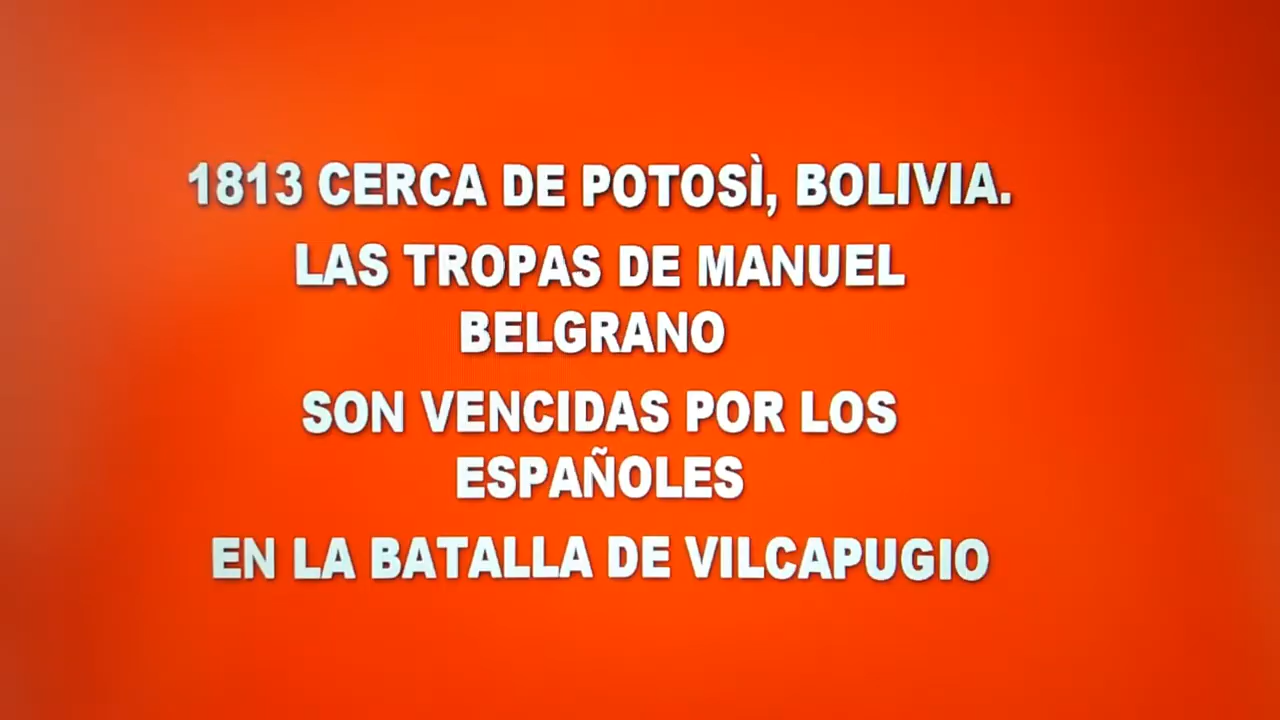 1813 CERCA DE POTOSÌ, BOLIVIA.
LAS TROPAS DE MANUEL
BELGRANO
SON VENCIDAS POR LOS
ESPAÑOLES
EN LA BATALLA DE VILCAPUGIO